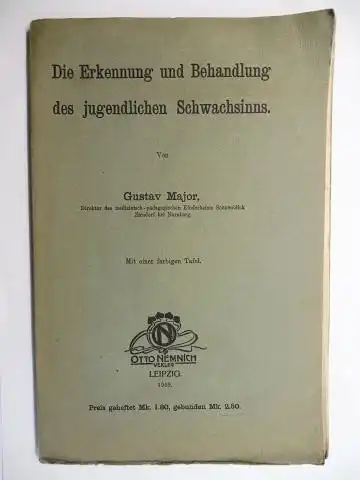 Die Erkennung und Behandlung
des jugendlichen Schwachsinns.
Von
Gustav Major,
Direktor des medizinisch-pädagogischen Kinderheims Sonnenblick
Zirndorf bei Nürnberg.
Mit einer farbigen Tafel.
ON
OTTO NEMNICH
VERLAG
LEIPZIG.
Preis geheftet Mk. 1.80, gebunden Mk. 2.50.